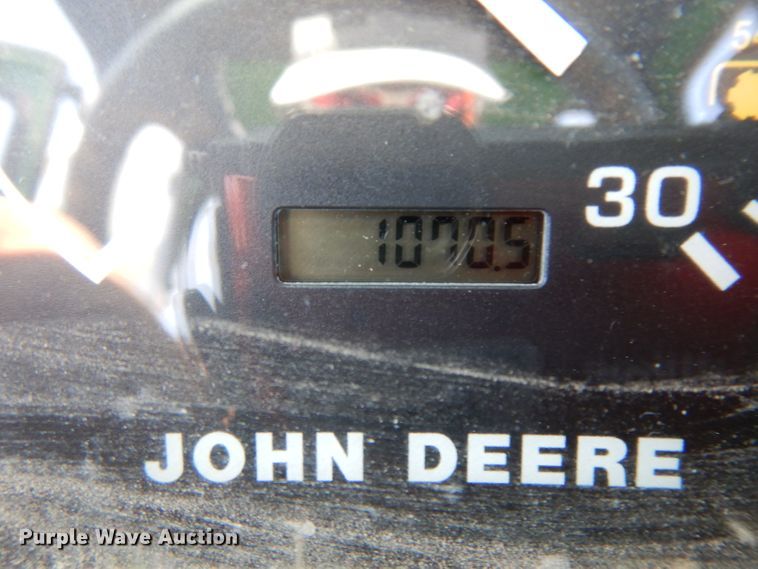 30
1070.5
JOHN DEERE
Purple Wave Auction